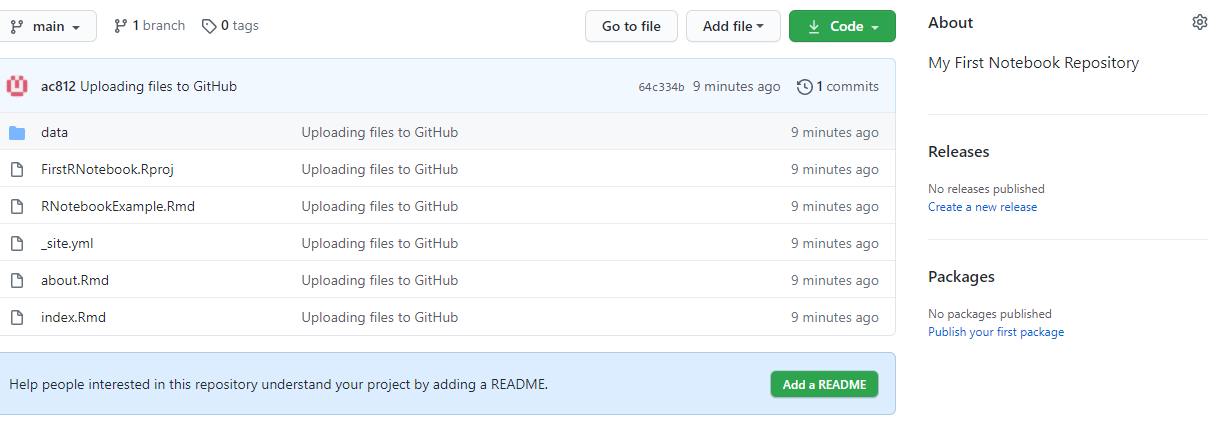 main 1 branch 0 tags Go to file Add file Code
ac812 Uploading files to GitHub 64c334b 9 minutes ago 1 commits
data Uploading files to GitHub 9 minutes ago
FirstRNotebook.Rproj Uploading files to GitHub 9 minutes ago
RNotebookExample.Rmd Uploading files to GitHub 9 minutes ago
_site.yml Uploading files to GitHub 9 minutes ago
about.Rmd Uploading files to GitHub 9 minutes ago
index.Rmd Uploading files to GitHub 9 minutes ago
Help people interested in this repository understand your project by adding a README. Add a README
About
My First Notebook Repository
Releases
No releases published
Create a new release
Packages
No packages published
Publish your first package